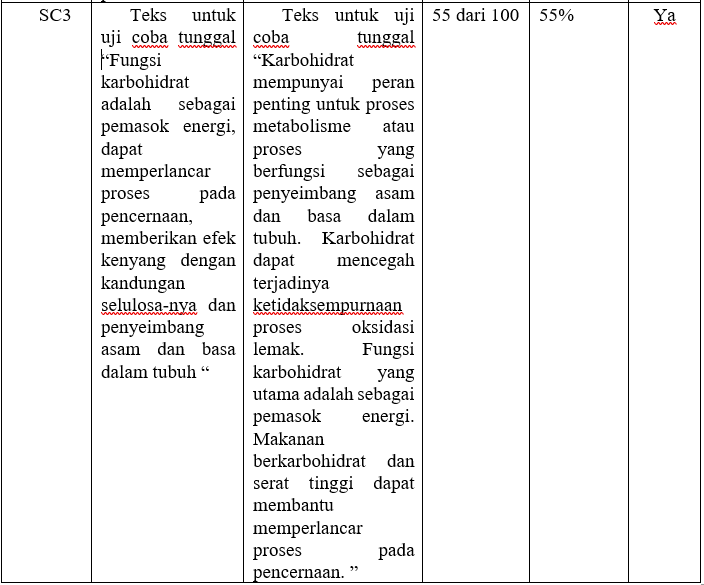 SC3
Teks untuk
uji coba tunggal
“Fungsi
karbohidrat
adalah sebagai
pemasok energi,
dapat
memperlancar
proses pada
pencernaan,
memberikan efek
kenyang dengan
kandungan
selulosa-nya dan
penyeimbang
asam dan basa
dalam tubuh “
Teks untuk uji
coba tunggal
“Karbohidrat
mempunyai peran
penting untuk proses
metabolisme atau
proses yang
berfungsi sebagai
penyeimbang asam
dan basa dalam
tubuh. Karbohidrat
dapat mencegah
terjadinya
ketidaksempurnaan
proses oksidasi
lemak. Fungsi
karbohidrat yang
utama adalah sebagai
pemasok energi.
Makanan
berkarbohidrat dan
serat tinggi dapat
membantu
memperlancar
proses pada
pencernaan. ”
55 dari 100
55%
Ya